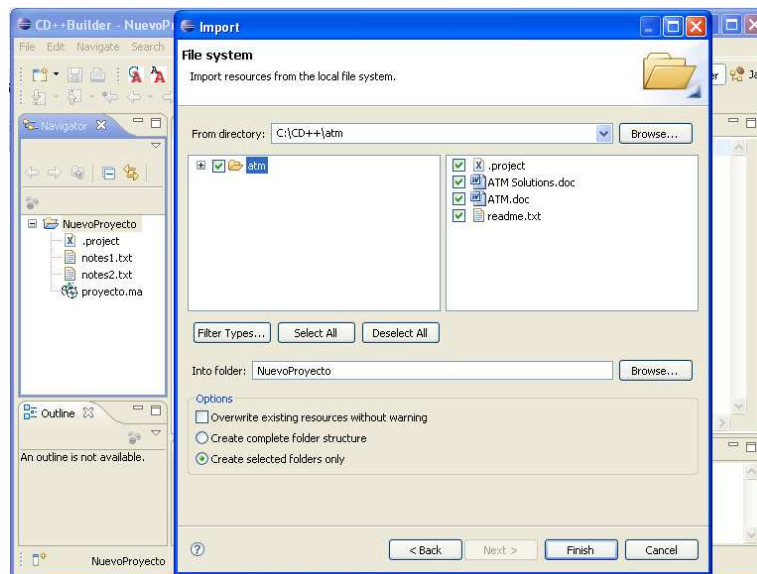 CD++Builder - NuevoP
File Edit Navigate Search
Navigator
NuevoProyecto
.project
notes1.txt
notes2.txt
proyecto.ma
Outline
An outline is not available.
NuevoProyecto
Import
File system
Import resources from the local file system.
From directory: C:\CD++\atm Browse...
atm
.project
ATM Solutions.doc
ATM.doc
readme.txt
Filter Types... Select All Deselect All
Into folder: NuevoProyecto Browse...
Options
Overwrite existing resources without warning
Create complete folder structure
Create selected folders only
< Back Next > Finish Cancel
er Ja